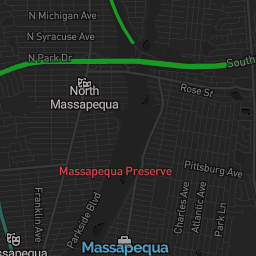 N Michigan Ave
N Syracuse Ave
N Park Dr
South
North
Massapequa
Rose St
Massapequa Preserve
Pittsburg Ave
Franklin Ave
Parkside Blvd
Charles Ave
Atlantic Ave
Park Ln
Massapequa
ssapequa